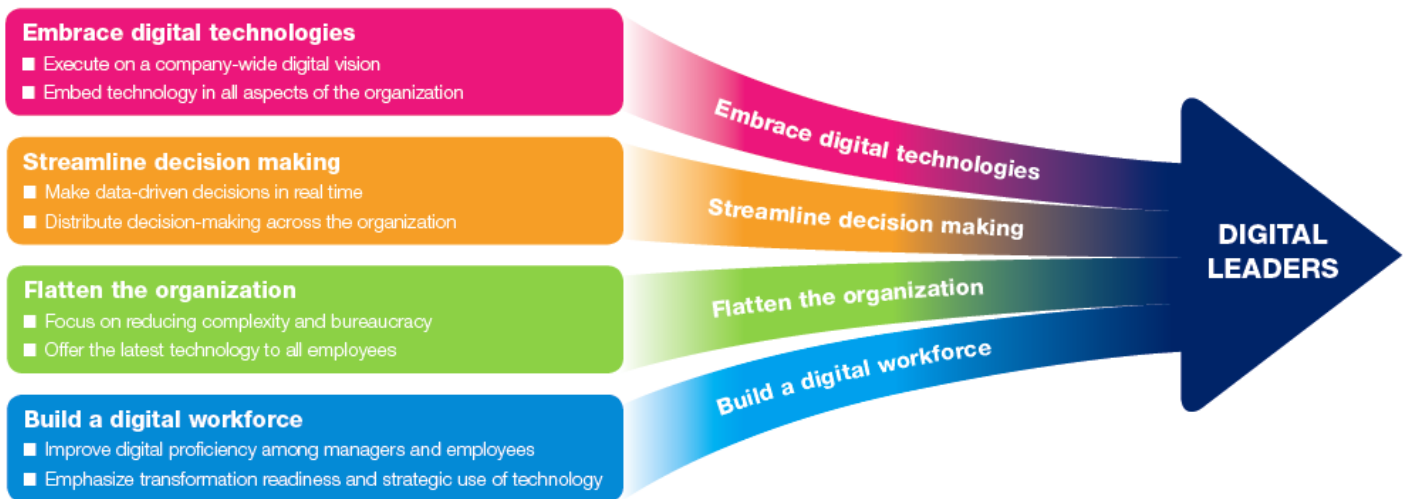 Embrace digital technologies
■ Execute on a company-wide digital vision
■ Embed technology in all aspects of the organization
Streamline decision making
■ Make data-driven decisions in real time
■ Distribute decision-making across the organization
Flatten the organization
■ Focus on reducing complexity and bureaucracy
■ Offer the latest technology to all employees
Build a digital workforce
■ Improve digital proficiency among managers and employees
■ Emphasize transformation readiness and strategic use of technology
Embrace digital technologies
Streamline decision making
Flatten the organization
Build a digital workforce
DIGITAL
LEADERS